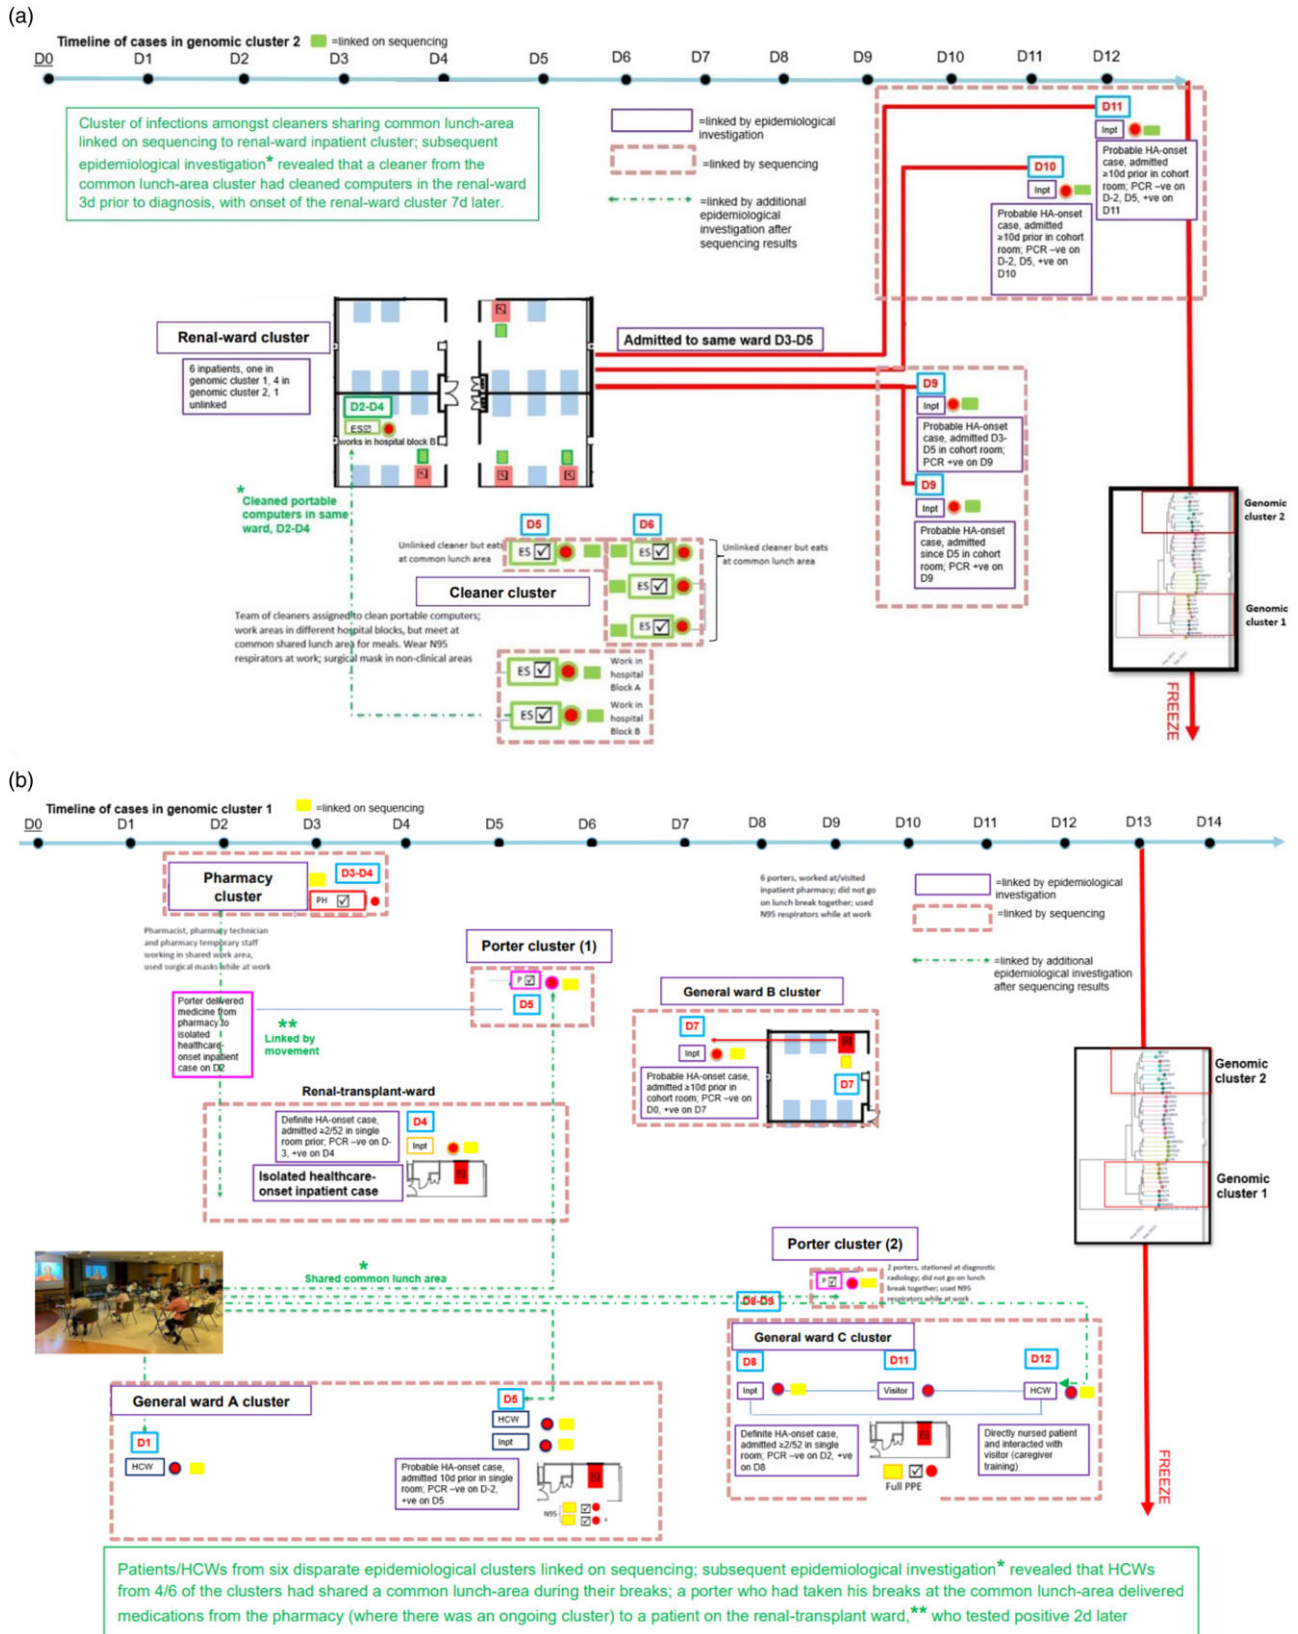 (a)
Timeline of cases in genomic cluster 2 =linked on sequencing
D0 D1 D2 D3 D4 D5 D6 D7 D8 D9 D10 D11 D12
Cluster of infections amongst cleaners sharing common lunch-area
linked on sequencing to renal-ward inpatient cluster; subsequent
epidemiological investigation* revealed that a cleaner from the
common lunch-area cluster had cleaned computers in the renal-ward
3d prior to diagnosis, with onset of the renal-ward cluster 7d later.
=linked by epidemiological
investigation
=linked by sequencing
=linked by additional
epidemiological
investigation after
sequencing results
D11
Inpt
Probable HA-onset
case, admitted
≥10d prior in cohort
room; PCR –ve on
D-2, D5, +ve on
D11
D10
Inpt
Probable HA-onset
case, admitted
≥10d prior in cohort
room; PCR –ve on
D-2, D5, +ve on
D10
Renal-ward cluster
6 inpatients, one in
genomic cluster 1, 4 in
genomic cluster 2, 1
unlinked
D2-D4
ES
works in hospital block B
Admitted to same ward D3-D5
D9
Inpt
Probable HA-onset
case, admitted D3-
D5 in cohort room;
PCR +ve on D9
D9
Inpt
Probable HA-onset
case, admitted
since D5 in cohort
room; PCR +ve on
D9
*
Cleaned portable
computers in same
ward, D2-D4
D5
D6
Unlinked cleaner but eats
at common lunch area
ES
ES
Unlinked cleaner but eats
at common lunch area
Cleaner cluster
ES
ES
Team of cleaners assigned to clean portable computers;
work areas in different hospital blocks, but meet at
common shared lunch area for meals. Wear N95
respirators at work; surgical mask in non-clinical areas
ES
Work in
hospital
Block A
ES
Work in
hospital
Block B
Genomic
cluster 2
Genomic
cluster 1
FREEZE
(b)
Timeline of cases in genomic cluster 1 =linked on sequencing
D0 D1 D2 D3 D4 D5 D6 D7 D8 D9 D10 D11 D12 D13 D14
Pharmacy
cluster
D3-D4
PH
Pharmacist, pharmacy technician
and pharmacy temporary staff
working in shared work area,
used surgical masks while at work
Porter cluster (1)
P
D5
6 porters, worked at/visited
inpatient pharmacy; did not go
on lunch break together; used
N95 respirators while at work
=linked by epidemiological
investigation
=linked by sequencing
=linked by additional
epidemiological investigation
after sequencing results
Porter delivered
medicine from
pharmacy to
isolated
healthcare-
onset inpatient
case on D2
**
Linked by
movement
General ward B cluster
D7
Inpt
Probable HA-onset case,
admitted ≥10d prior in
cohort room; PCR –ve on
D0, +ve on D7
D7
Renal-transplant-ward
Definite HA-onset case,
admitted ≥2/52 in single
room prior; PCR –ve on D-
3, +ve on D4
D4
Inpt
Isolated healthcare-
onset inpatient case
Genomic
cluster 2
Genomic
cluster 1
*
Shared common lunch area
Porter cluster (2)
P
2 porters, stationed at diagnostic
radiology; did not go on lunch
break together; used N95
respirators while at work
D8-D9
General ward C cluster
D8
D11
D12
Inpt
Visitor
HCW
Definite HA-onset case,
admitted ≥2/52 in single
room; PCR –ve on D2, +ve
on D8
Full PPE
Directly nursed patient
and interacted with
visitor (caregiver
training)
General ward A cluster
D1
HCW
D5
HCW
Inpt
Probable HA-onset case,
admitted 10d prior in single
room; PCR –ve on D-2,
+ve on D5
N95
FREEZE
Patients/HCWs from six disparate epidemiological clusters linked on sequencing; subsequent epidemiological investigation* revealed that HCWs
from 4/6 of the clusters had shared a common lunch-area during their breaks; a porter who had taken his breaks at the common lunch-area delivered
medications from the pharmacy (where there was an ongoing cluster) to a patient on the renal-transplant ward,** who tested positive 2d later